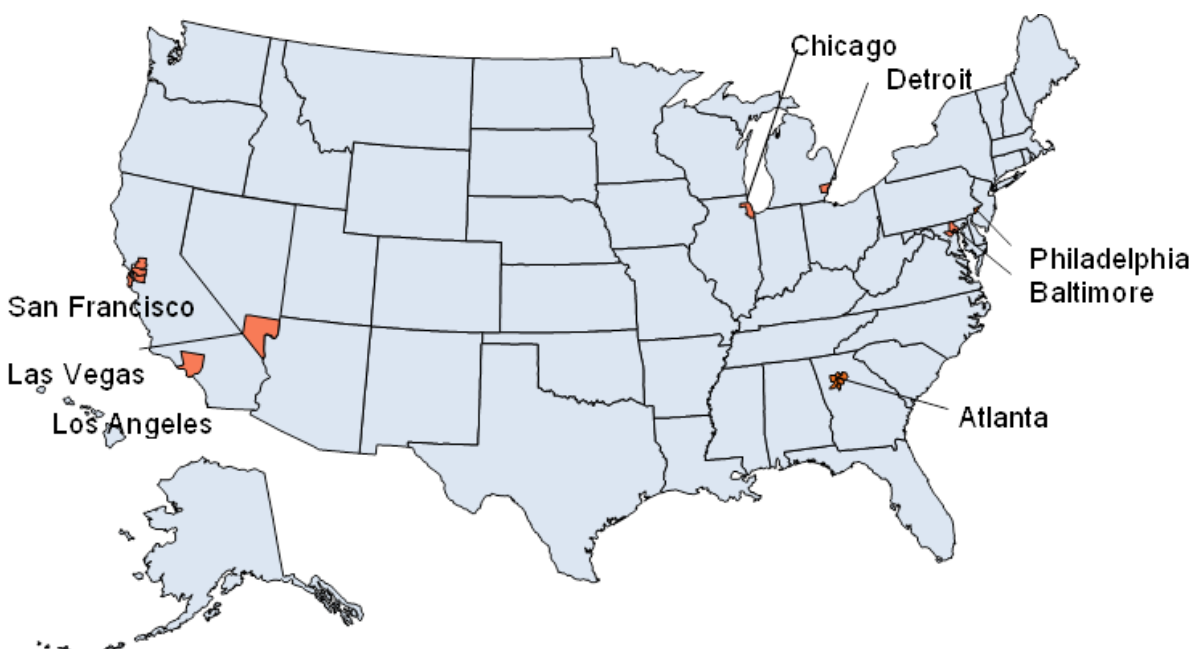 Chicago
Detroit
Philadelphia
Baltimore
San Francisco
Las Vegas
Los Angeles
Atlanta